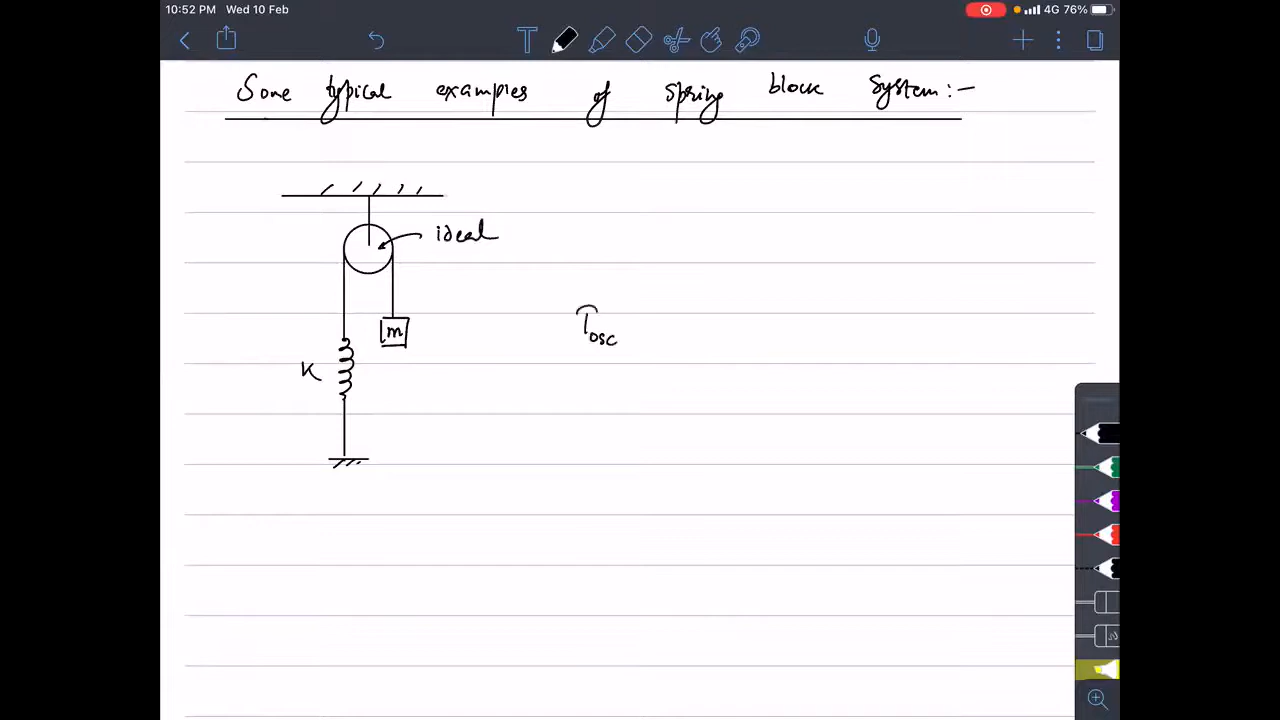 10:52 PM Wed 10 Feb
4G 76%
T
Some typical examples of spring block system :-
ideal
m
Tosc
K